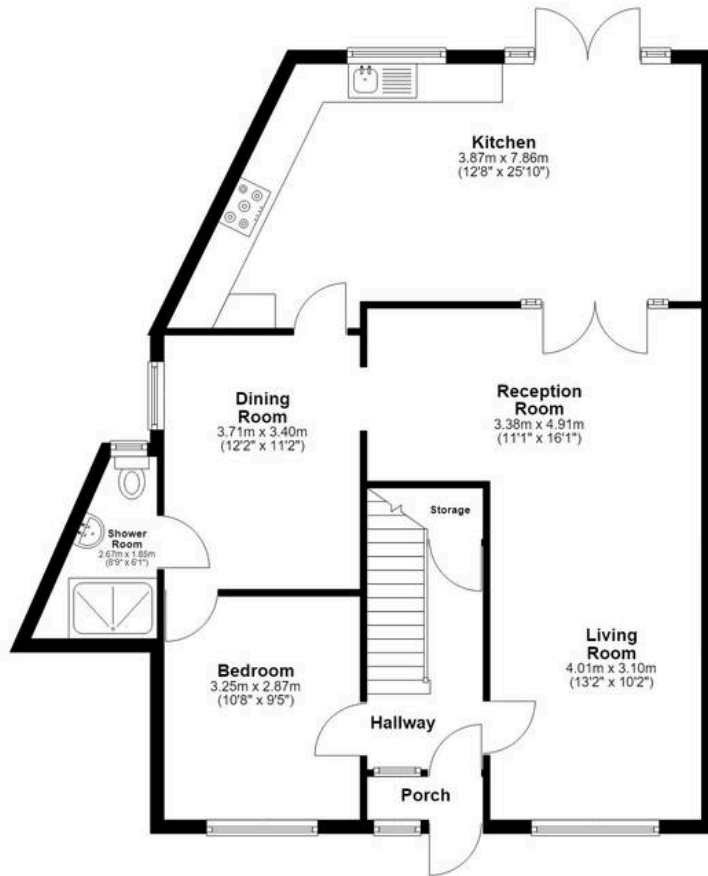 Kitchen
3.87m x 7.86m
(12'8" x 25'10")
Reception
Room
3.38m x 4.91m
(11'1" x 16'1")
Dining
Room
3.71m x 3.40m
(12'2" x 11'2")
Storage
Shower
Room
2.67m x 1.85m
(8'9" x 6'1")
Living
Room
4.01m x 3.10m
(13'2" x 10'2")
Bedroom
3.25m x 2.87m
(10'8" x 9'5")
Hallway
Porch